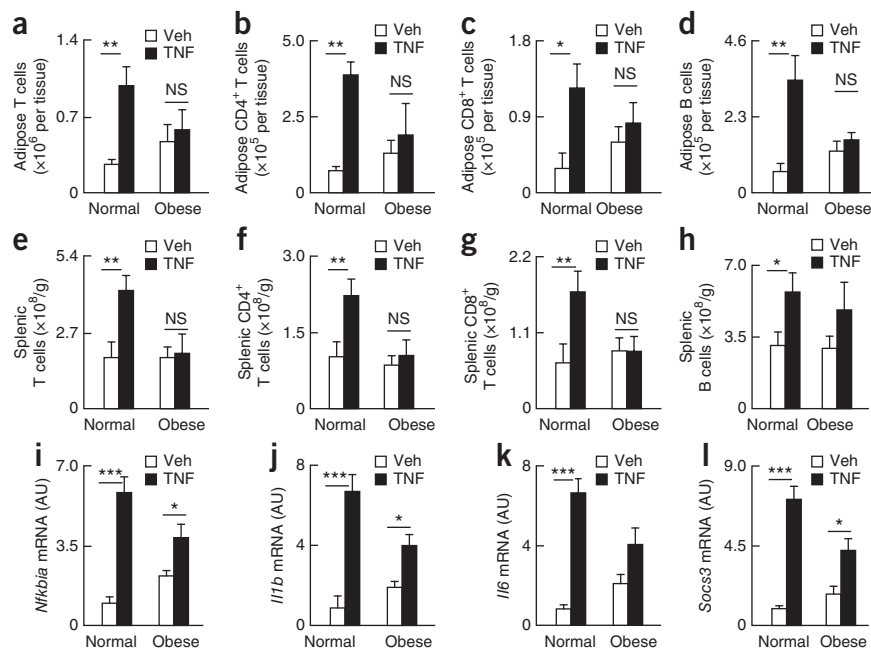 a
Veh
TNF
Adipose T cells
(×10⁶ per tissue)
1.4
0.7
0
**
NS
Normal
Obese
b
Veh
TNF
Adipose CD4⁺ T cells
(×10⁵ per tissue)
5.0
2.5
0
**
NS
Normal
Obese
c
Veh
TNF
Adipose CD8⁺ T cells
(×10⁵ per tissue)
1.8
0.9
0
*
NS
Normal
Obese
d
Veh
TNF
Adipose B cells
(×10⁵ per tissue)
4.6
2.3
0
**
NS
Normal
Obese
e
Veh
TNF
Splenic
T cells (×10⁸/g)
5.4
2.7
0
**
NS
Normal
Obese
f
Veh
TNF
Splenic CD4⁺
T cells (×10⁸/g)
3.0
1.5
0
**
NS
Normal
Obese
g
Veh
TNF
Splenic CD8⁺
T cells (×10⁸/g)
2.2
1.1
0
**
NS
Normal
Obese
h
Veh
TNF
Splenic
B cells (×10⁸/g)
7.0
3.5
0
*
Normal
Obese
i
Veh
TNF
Nfkbia mRNA (AU)
7.0
3.5
0
***
*
Normal
Obese
j
Veh
TNF
Il1b mRNA (AU)
8
4
0
***
*
Normal
Obese
k
Veh
TNF
Il6 mRNA (AU)
8
4
0
***
Normal
Obese
l
Veh
TNF
Socs3 mRNA (AU)
9.0
4.5
0
***
*
Normal
Obese